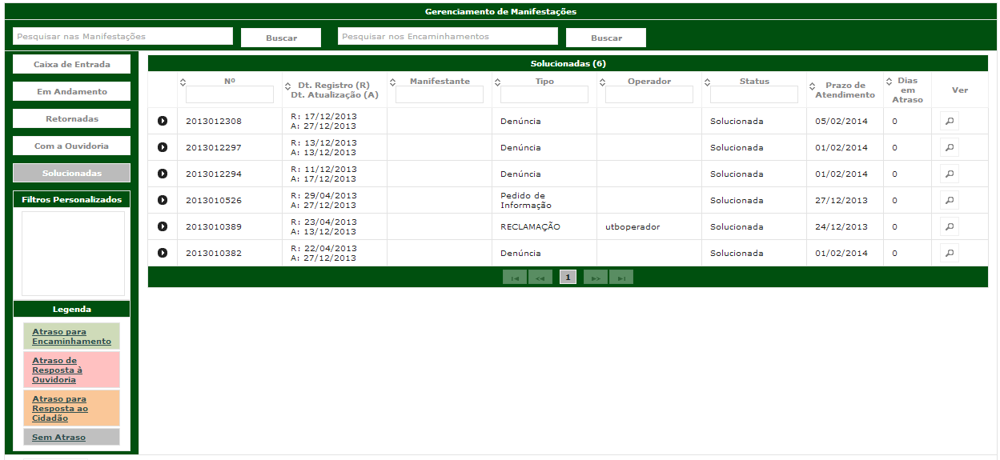 Gerenciamento de Manifestações
Pesquisar nas Manifestações
Buscar
Pesquisar nos Encaminhamentos
Buscar
Caixa de Entrada
Em Andamento
Retornadas
Com a Ouvidoria
Solucionadas
Filtros Personalizados
Legenda
Atraso para
Encaminhamento
Atraso de
Resposta à
Ouvidoria
Atraso para
Resposta ao
Cidadão
Sem Atraso
Solucionadas (6)
Nº
Dt. Registro (R)
Dt. Atualização (A)
Manifestante
Tipo
Operador
Status
Prazo de
Atendimento
Dias
em
Atraso
Ver
2013012308
R: 17/12/2013
A: 27/12/2013
Denúncia
Solucionada
05/02/2014
0
2013012297
R: 13/12/2013
A: 13/12/2013
Denúncia
Solucionada
01/02/2014
0
2013012294
R: 11/12/2013
A: 17/12/2013
Denúncia
Solucionada
01/02/2014
0
2013010526
R: 29/04/2013
A: 27/12/2013
Pedido de
Informação
Solucionada
27/12/2013
0
2013010389
R: 23/04/2013
A: 13/12/2013
RECLAMAÇÃO
utboperador
Solucionada
24/12/2013
0
2013010382
R: 22/04/2013
A: 27/12/2013
Denúncia
Solucionada
01/02/2014
0
1